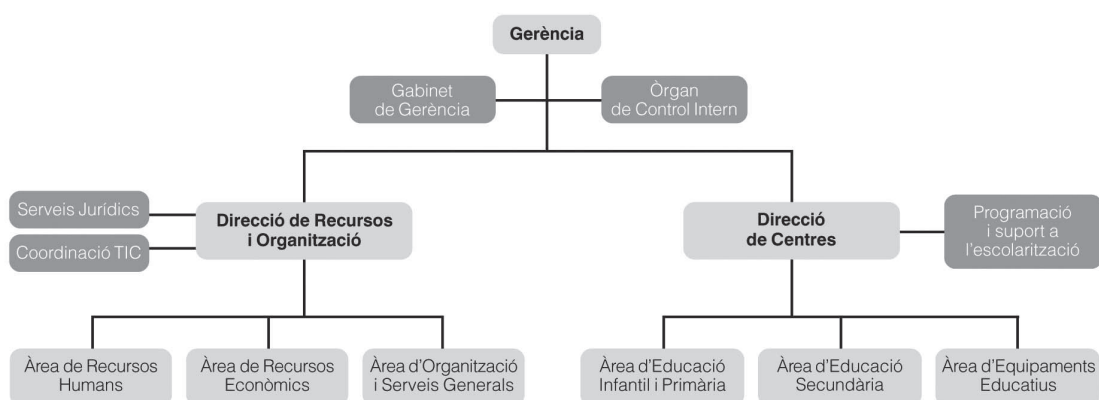 Gerència
Gabinet
de Gerència
Òrgan
de Control Intern
Serveis Jurídics
Coordinació TIC
Direcció de Recursos
i Organització
Direcció
de Centres
Programació
i suport a
l'escolarització
Àrea de Recursos
Humans
Àrea de Recursos
Econòmics
Àrea d'Organització
i Serveis Generals
Àrea d'Educació
Infantil i Primària
Àrea d'Educació
Secundària
Àrea d'Equipaments
Educatius